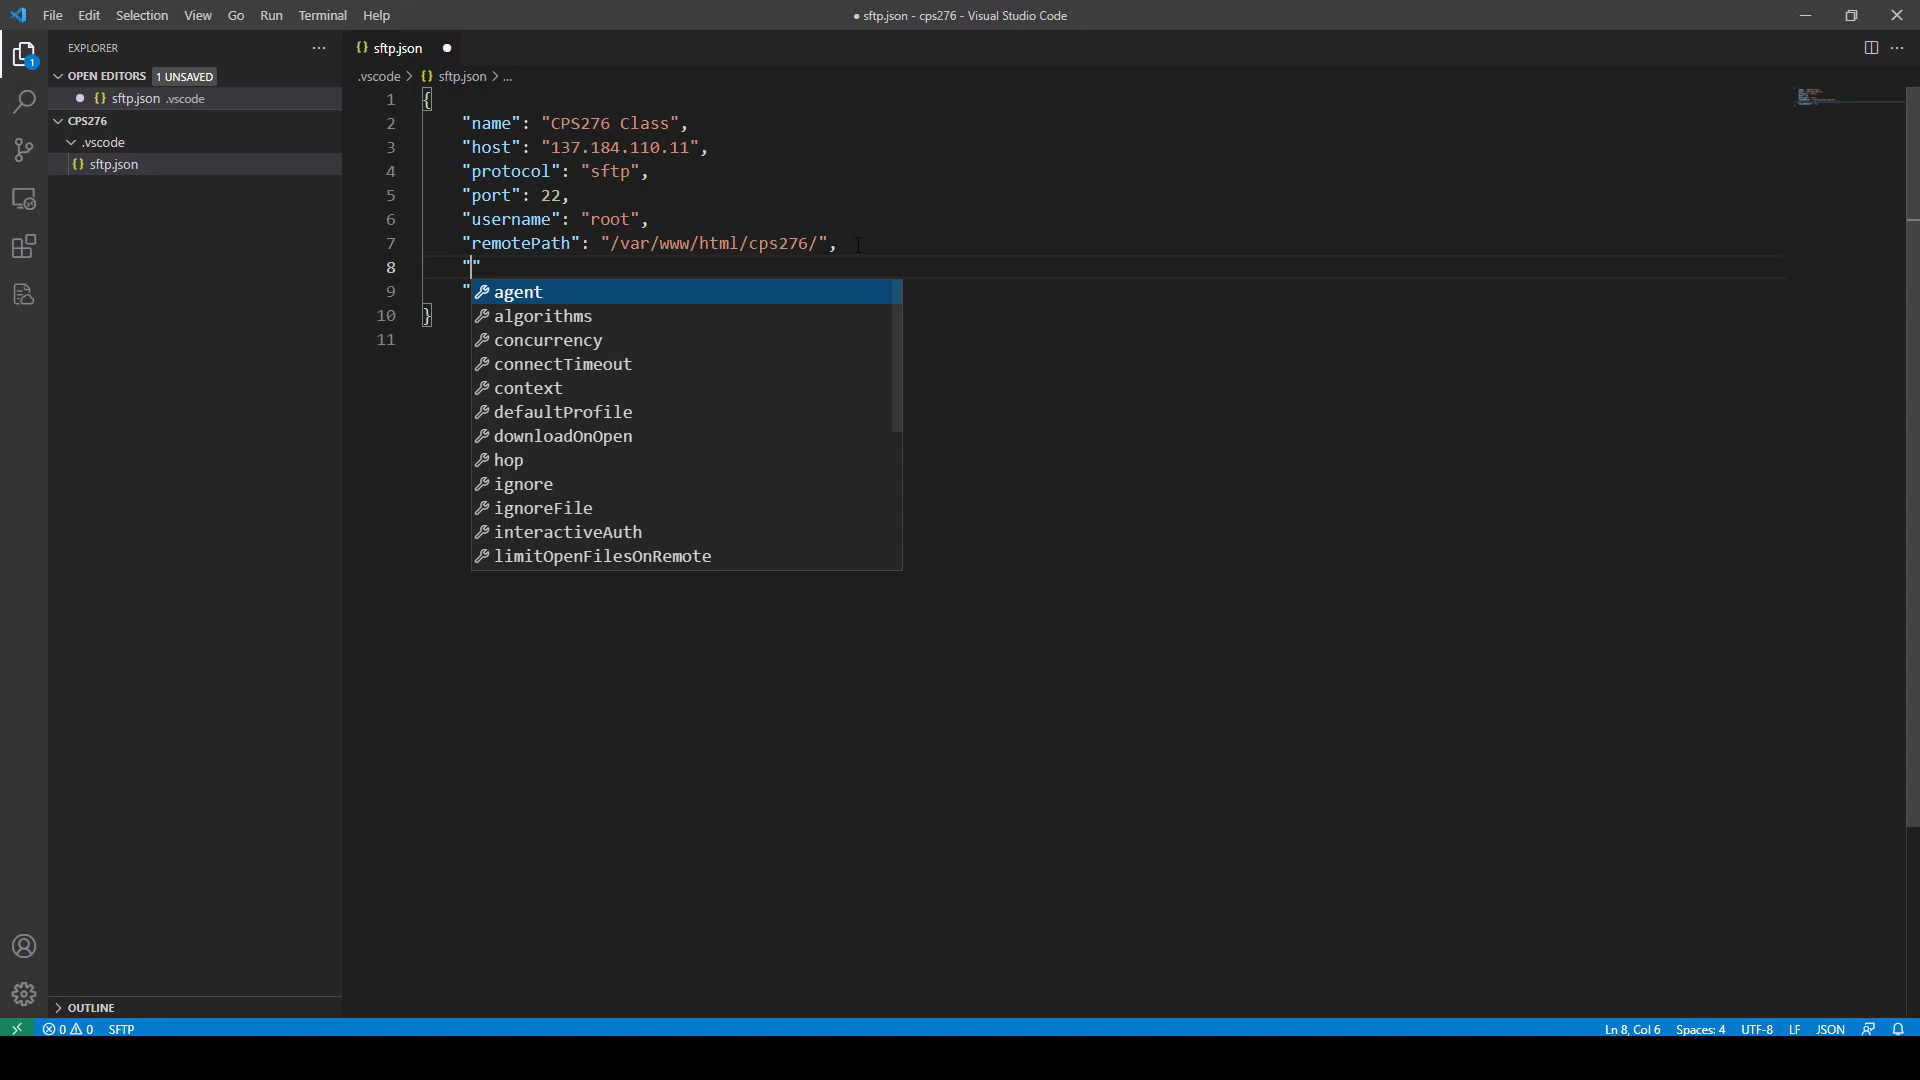 File Edit Selection View Go Run Terminal Help
● sftp.json - cps276 - Visual Studio Code
EXPLORER
OPEN EDITORS 1 UNSAVED
sftp.json .vscode
CPS276
.vscode
sftp.json
OUTLINE
sftp.json
.vscode > sftp.json > ...
1 {
2 "name": "CPS276 Class",
3 "host": "137.184.110.11",
4 "protocol": "sftp",
5 "port": 22,
6 "username": "root",
7 "remotePath": "/var/www/html/cps276/",
8 ""
9 "
10 }
11
agent
algorithms
concurrency
connectTimeout
context
defaultProfile
downloadOnOpen
hop
ignore
ignoreFile
interactiveAuth
limitOpenFilesOnRemote
1
0 0 SFTP
Ln 8, Col 6 Spaces: 4 UTF-8 LF JSON